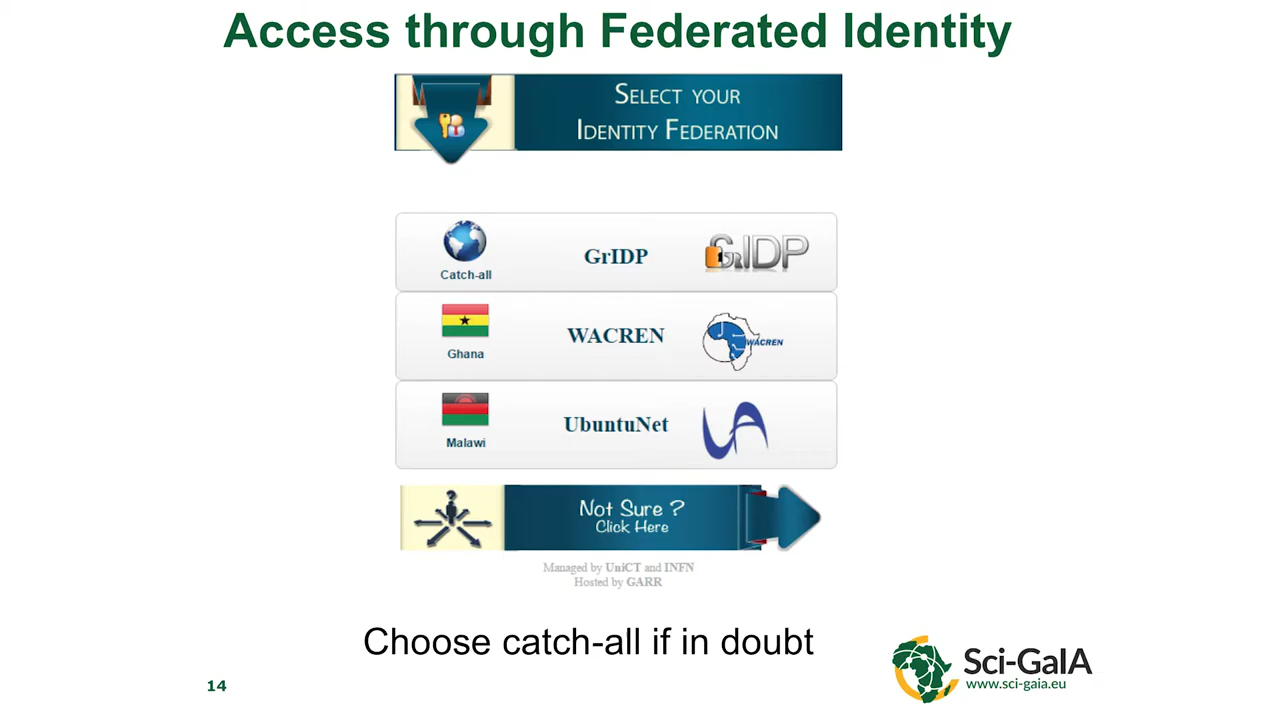 Access through Federated Identity
SELECT YOUR
IDENTITY FEDERATION
Catch-all
GrIDP
GrIDP
Ghana
WACREN
WACREN
Malawi
UbuntuNet
UA
?
Not Sure ?
Click Here
Managed by UniCT and INFN
Hosted by GARR
Choose catch-all if in doubt
14
Sci-GaIA
www.sci-gaia.eu